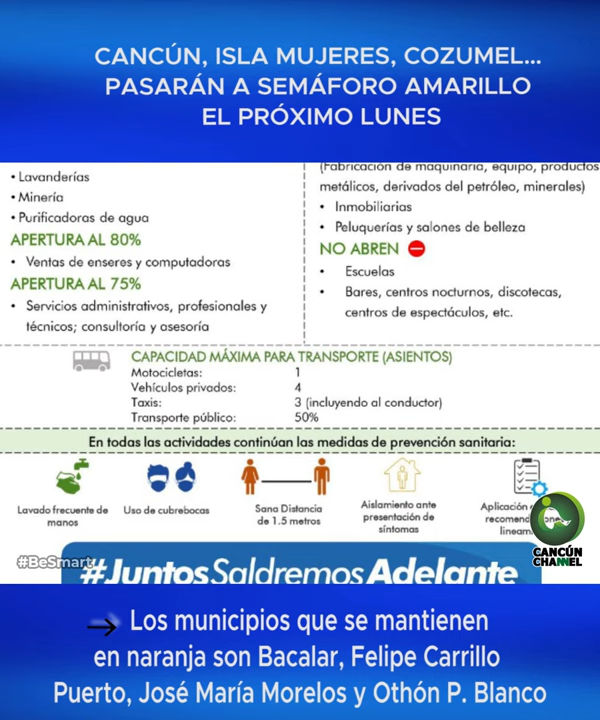 CANCÚN, ISLA MUJERES, COZUMEL...
PASARÁN A SEMÁFORO AMARILLO
EL PRÓXIMO LUNES
• Lavanderías
• Minería
• Purificadoras de agua
APERTURA AL 80%
• Ventas de enseres y computadoras
APERTURA AL 75%
• Servicios administrativos, profesionales y
técnicos; consultoría y asesoría
(Fabricación de maquinaria, equipo, productos
metálicos, derivados del petróleo, minerales)
• Inmobiliarias
• Peluquerías y salones de belleza
NO ABREN
• Escuelas
• Bares, centros nocturnos, discotecas,
centros de espectáculos, etc.
CAPACIDAD MÁXIMA PARA TRANSPORTE (ASIENTOS)
Motocicletas: 1
Vehículos privados: 4
Taxis: 3 (incluyendo al conductor)
Transporte público: 50%
En todas las actividades continúan las medidas de prevención sanitaria:
Lavado frecuente de
manos
Uso de cubrebocas
Sana Distancia
de 1.5 metros
Aislamiento ante
presentación de
síntomas
Aplicación
CANCÚN
CHANNEL
#BeSmart
#JuntosSaldremosAdelante
→ Los municipios que se mantienen
en naranja son Bacalar, Felipe Carrillo
Puerto, José María Morelos y Othón P. Blanco